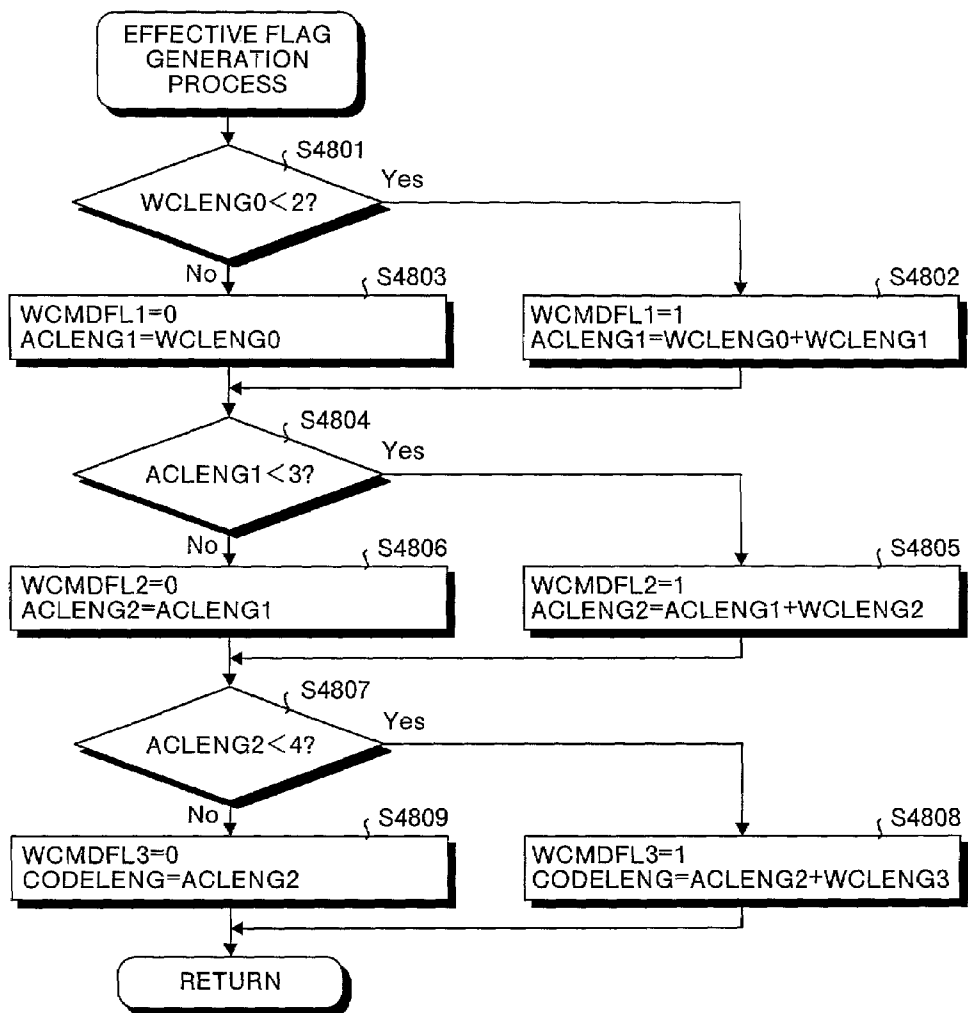 EFFECTIVE FLAG
GENERATION
PROCESS
S4801
WCLENG0<2?
Yes
No
S4803
WCMDFL1=0
ACLENG1=WCLENG0
S4802
WCMDFL1=1
ACLENG1=WCLENG0+WCLENG1
S4804
ACLENG1<3?
Yes
No
S4806
WCMDFL2=0
ACLENG2=ACLENG1
S4805
WCMDFL2=1
ACLENG2=ACLENG1+WCLENG2
S4807
ACLENG2<4?
Yes
No
S4809
WCMDFL3=0
CODELENG=ACLENG2
S4808
WCMDFL3=1
CODELENG=ACLENG2+WCLENG3
RETURN